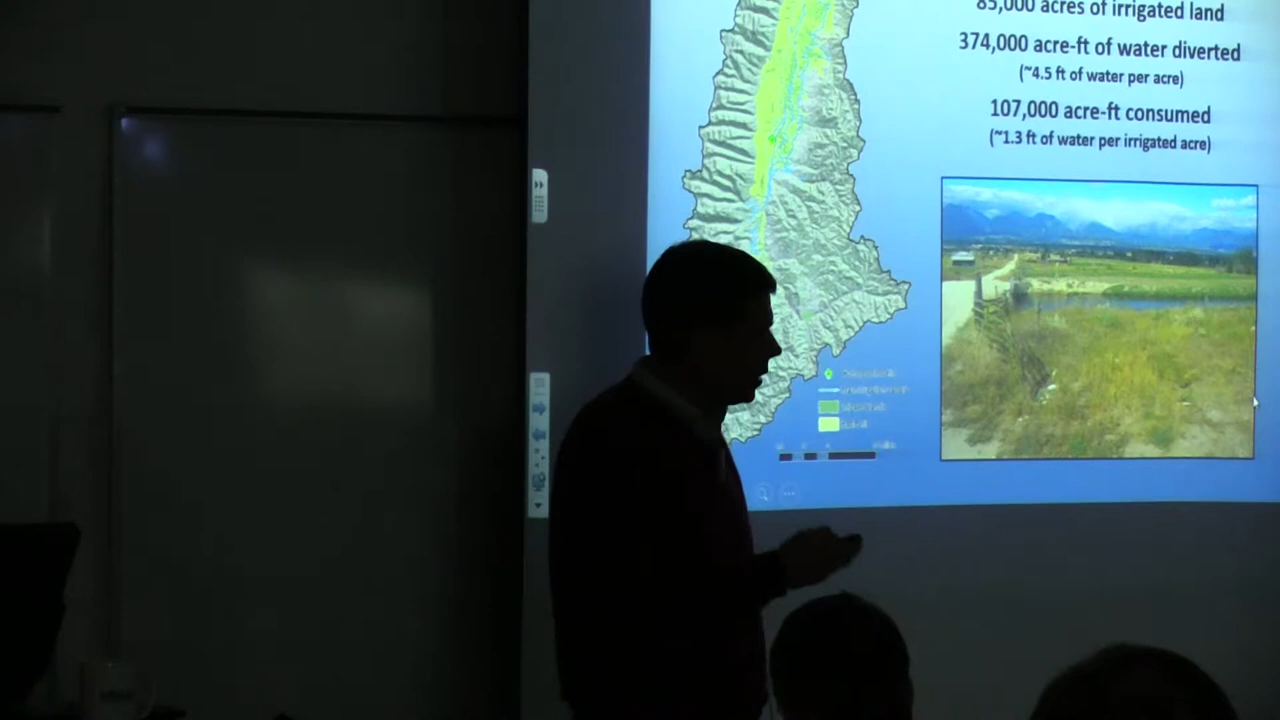 85,000 acres of irrigated land
374,000 acre-ft of water diverted
(~4.5 ft of water per acre)
107,000 acre-ft consumed
(~1.3 ft of water per irrigated acre)